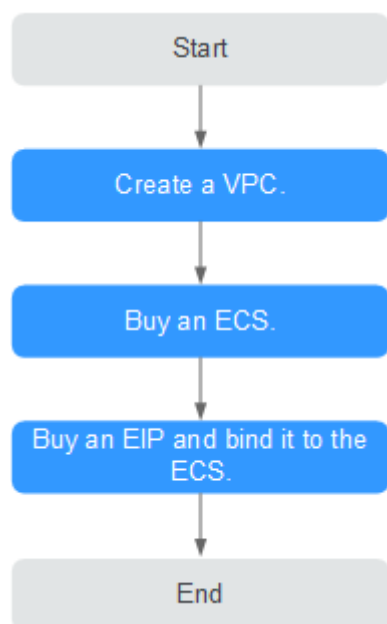 Start
Create a VPC.
Buy an ECS.
Buy an EIP and bind it to the
ECS.
End